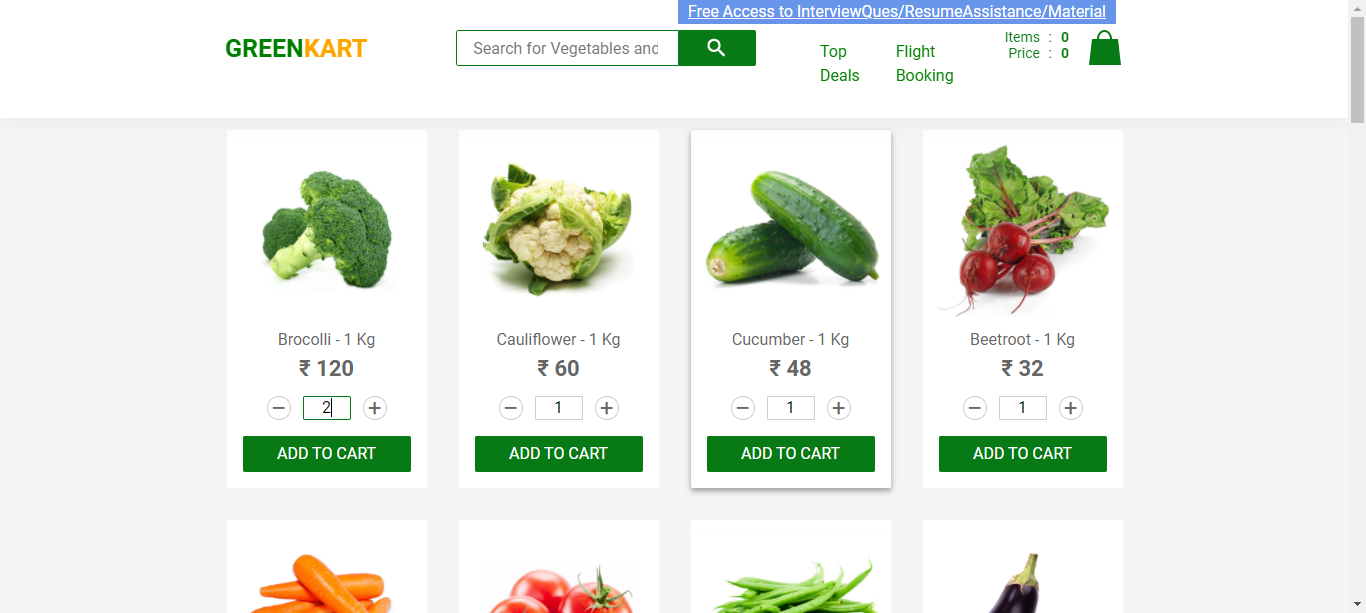 Free Access to InterviewQues/ResumeAssistance/Material
GREENKART
Search for Vegetables and
Top
Deals
Flight
Booking
Items : 0
Price : 0
Brocolli - 1 Kg
₹ 120
2
ADD TO CART
Cauliflower - 1 Kg
₹ 60
1
ADD TO CART
Cucumber - 1 Kg
₹ 48
1
ADD TO CART
Beetroot - 1 Kg
₹ 32
1
ADD TO CART